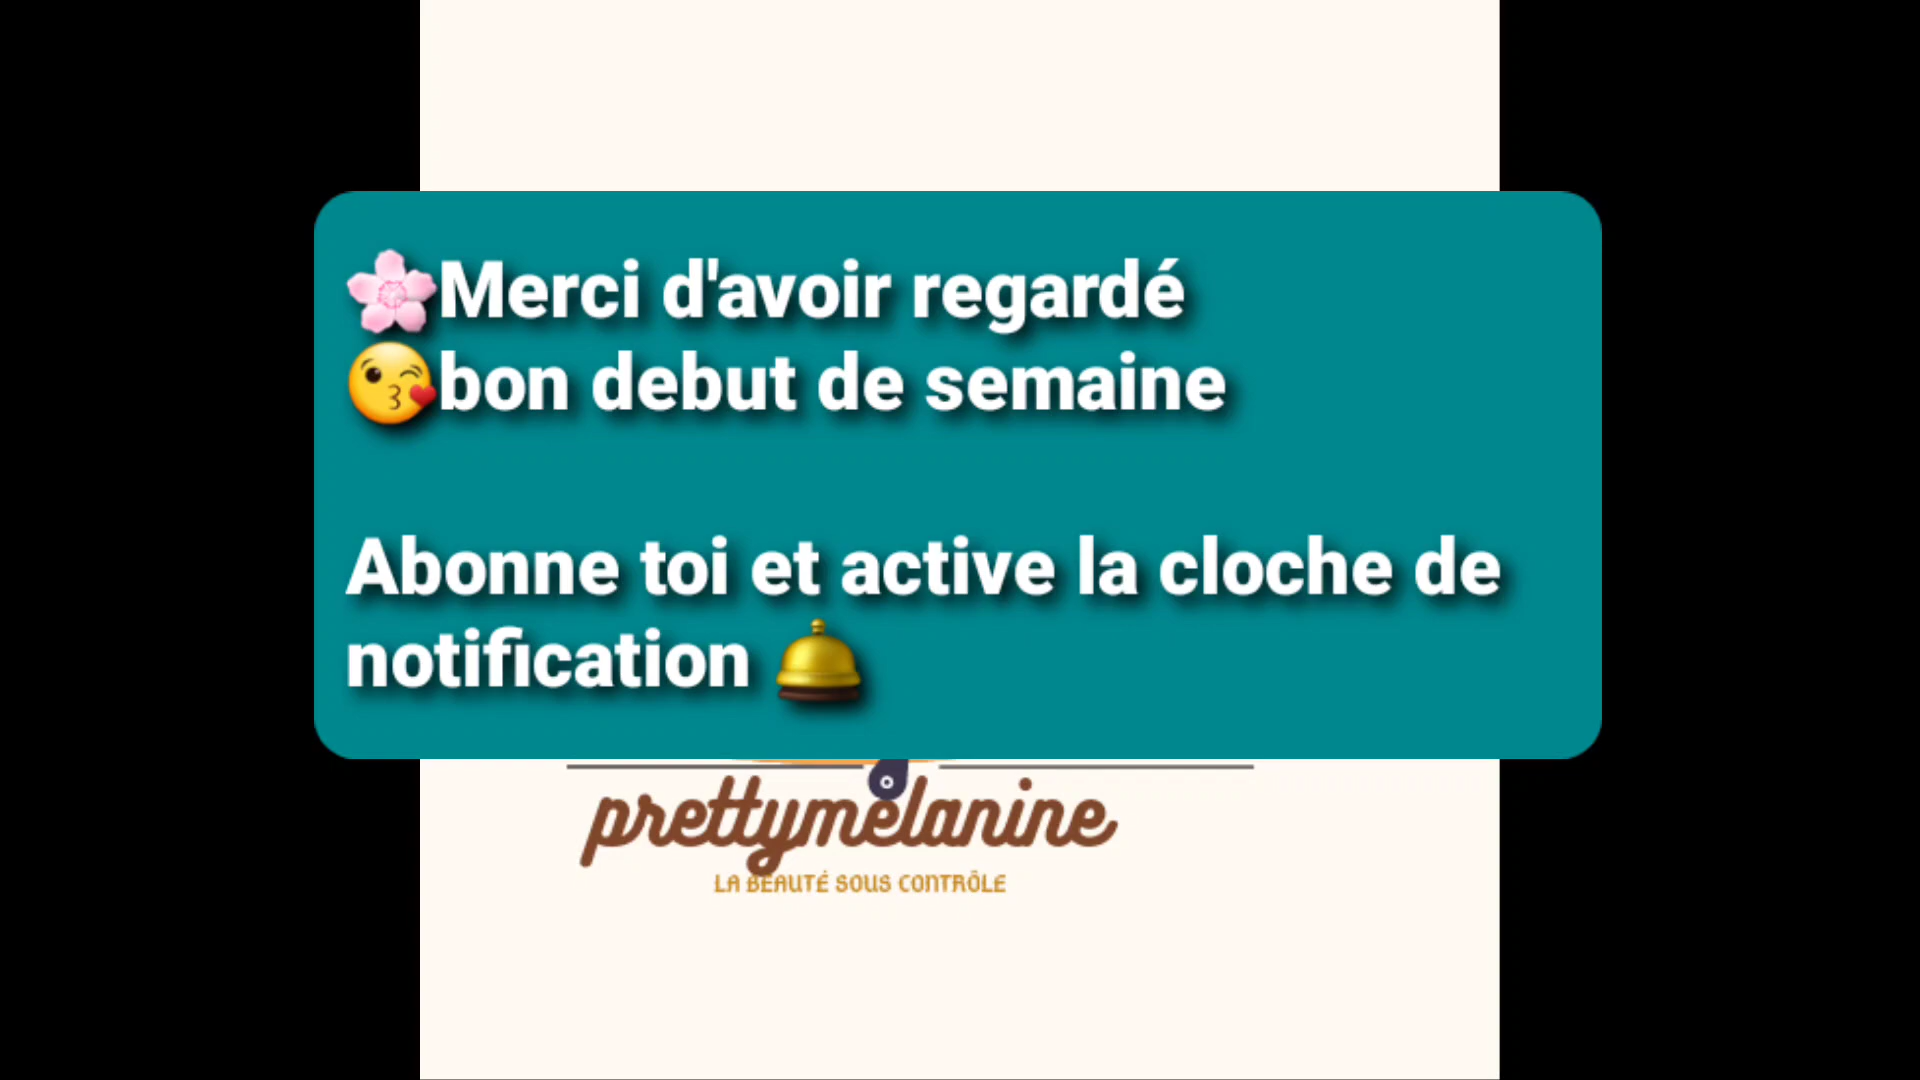 🌸Merci d'avoir regardé
😘bon debut de semaine
Abonne toi et active la cloche de
notification 🛎
prettymelanine
LA BEAUTÉ SOUS CONTRÔLE